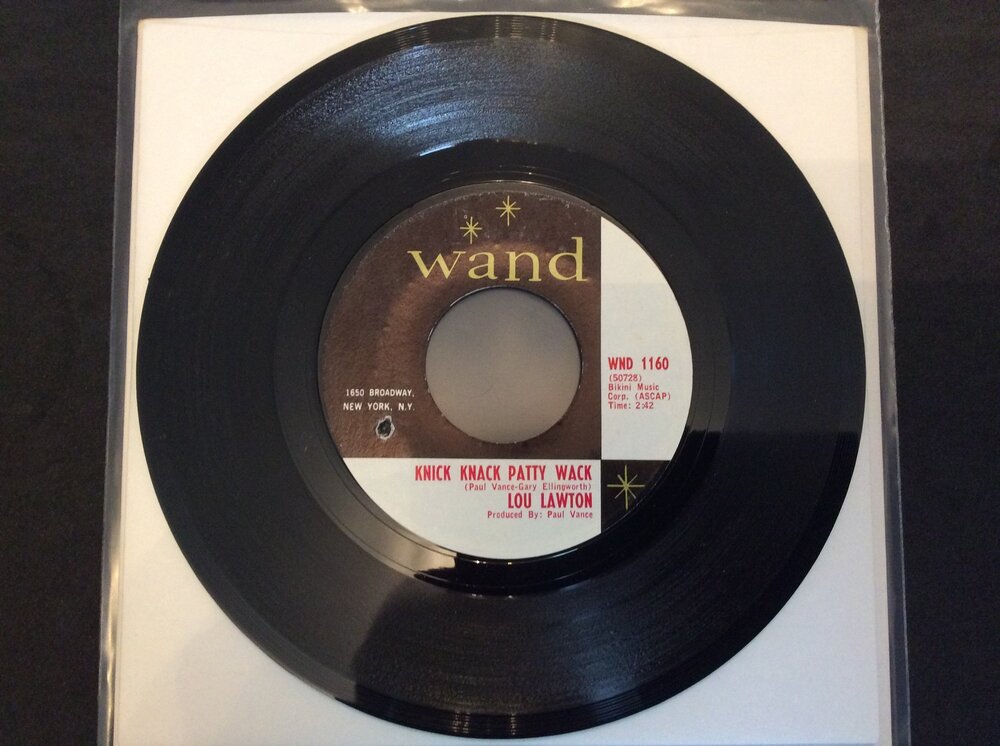 wand
1650 BROADWAY,
NEW YORK, N.Y.
WND 1160
(50728)
Bikini Music
Corp. (ASCAP)
Time: 2:42
KNICK KNACK PATTY WACK
(Paul Vance-Gary Ellingworth)
LOU LAWTON
Produced By: Paul Vance